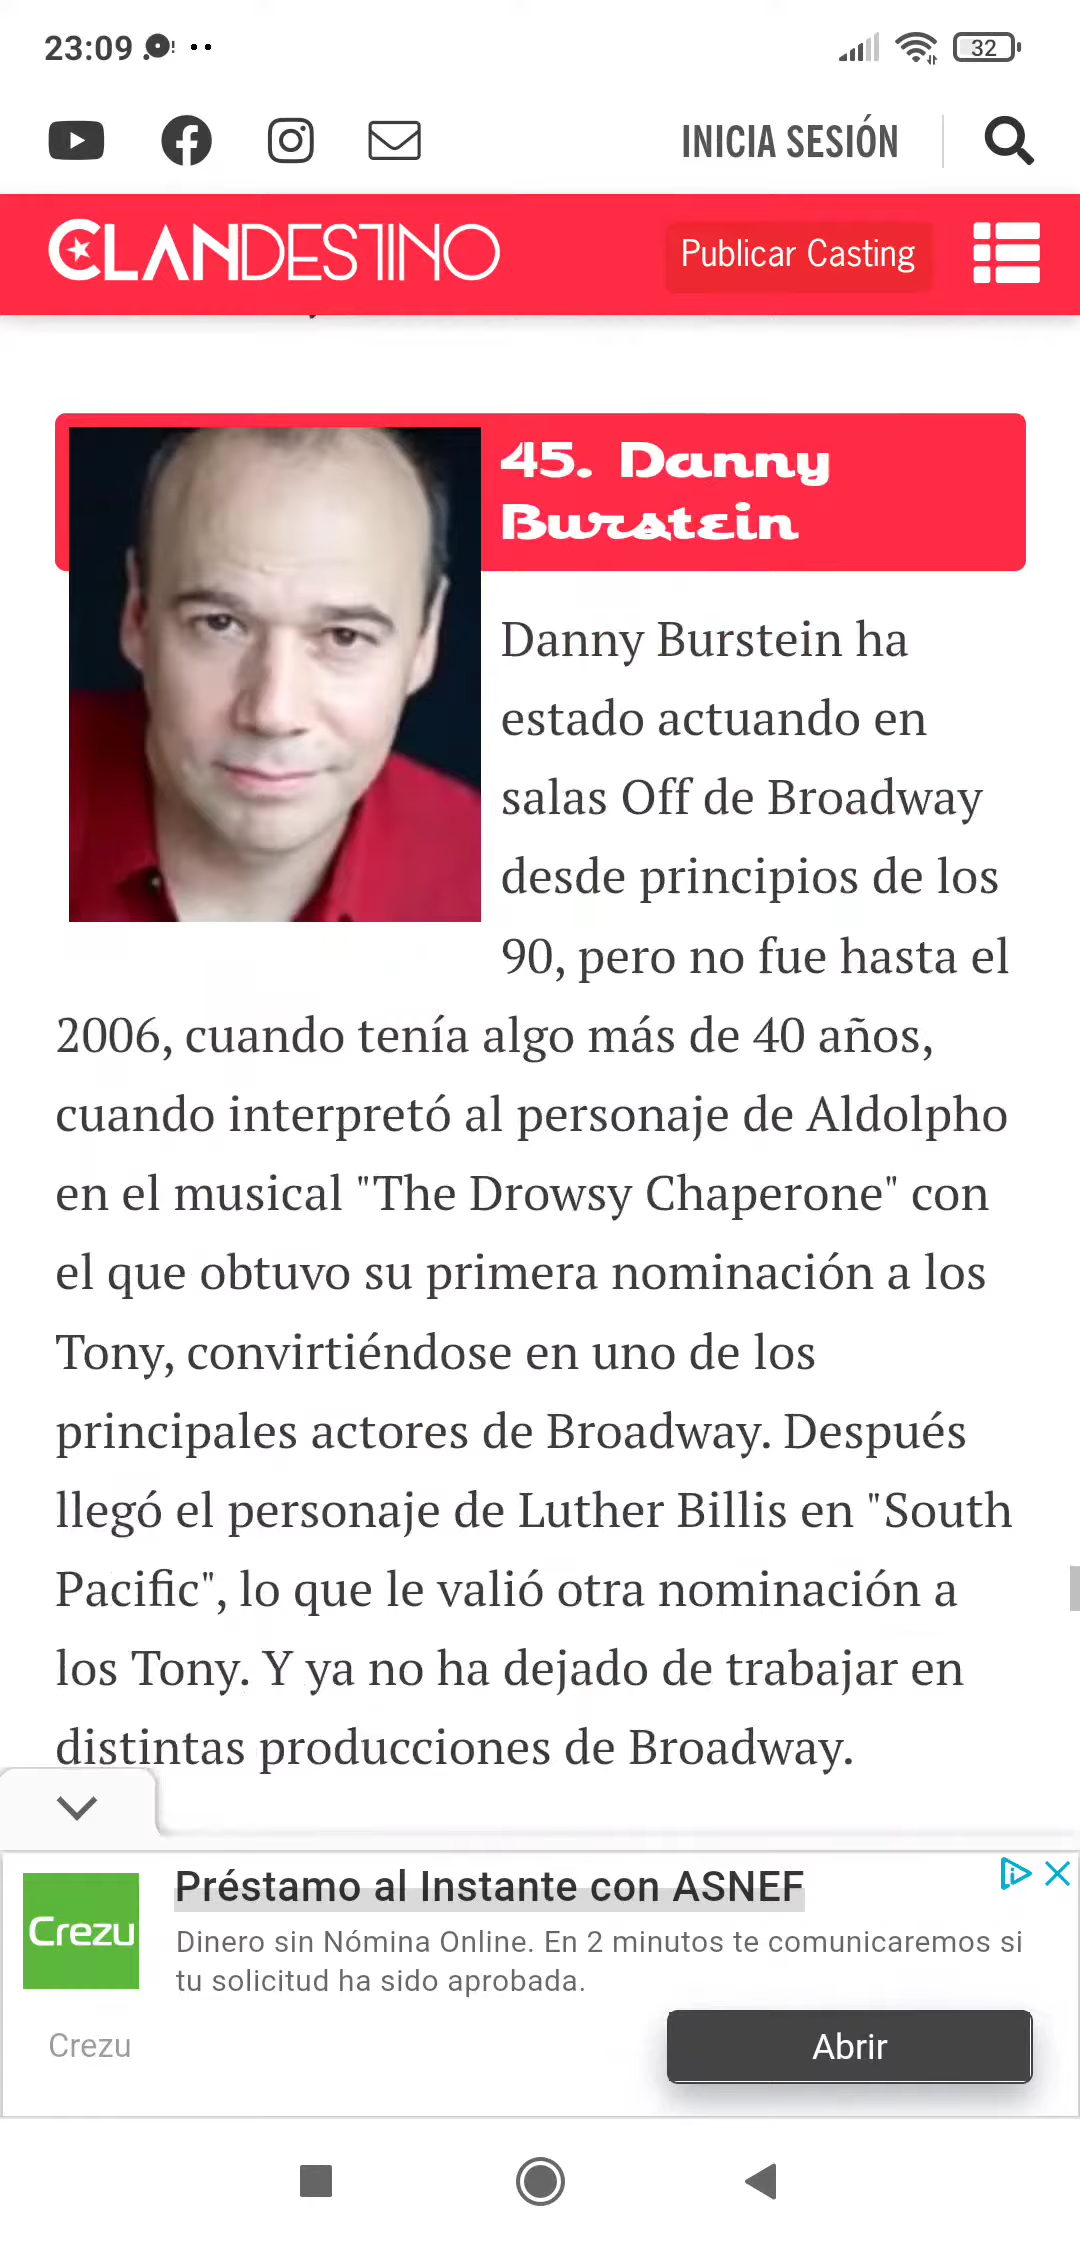 23:09
32
INICIA SESIÓN
CLANDESTINO
Publicar Casting
45. Danny
Burstein
Danny Burstein ha
estado actuando en
salas Off de Broadway
desde principios de los
90, pero no fue hasta el
2006, cuando tenía algo más de 40 años,
cuando interpretó al personaje de Aldolpho
en el musical "The Drowsy Chaperone" con
el que obtuvo su primera nominación a los
Tony, convirtiéndose en uno de los
principales actores de Broadway. Después
llegó el personaje de Luther Billis en "South
Pacific", lo que le valió otra nominación a
los Tony. Y ya no ha dejado de trabajar en
distintas producciones de Broadway.
Préstamo al Instante con ASNEF
Crezu
Dinero sin Nómina Online. En 2 minutos te comunicaremos si
tu solicitud ha sido aprobada.
Crezu
Abrir